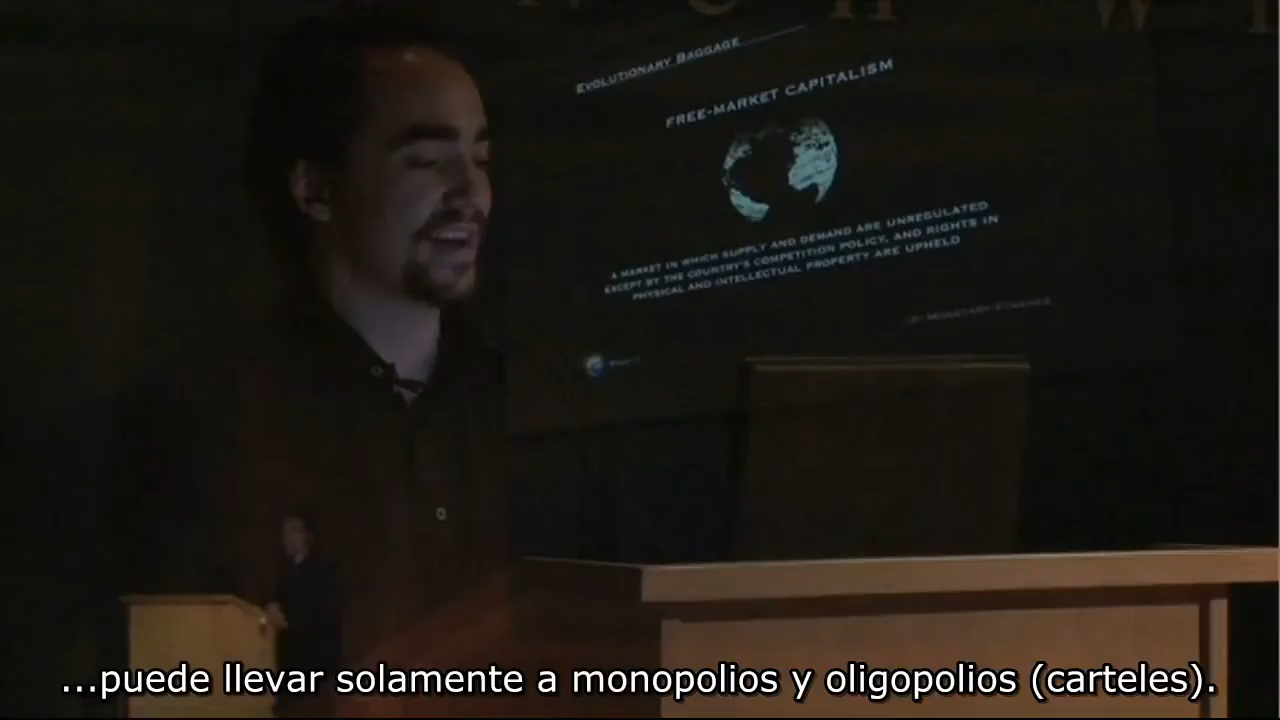 EVOLUTIONARY BAGGAGE
FREE-MARKET CAPITALISM
A MARKET IN WHICH SUPPLY AND DEMAND ARE UNREGULATED
EXCEPT BY THE COUNTRY'S COMPETITION POLICY, AND RIGHTS IN
PHYSICAL AND INTELLECTUAL PROPERTY ARE UPHELD
...puede llevar solamente a monopolios y oligopolios (carteles).